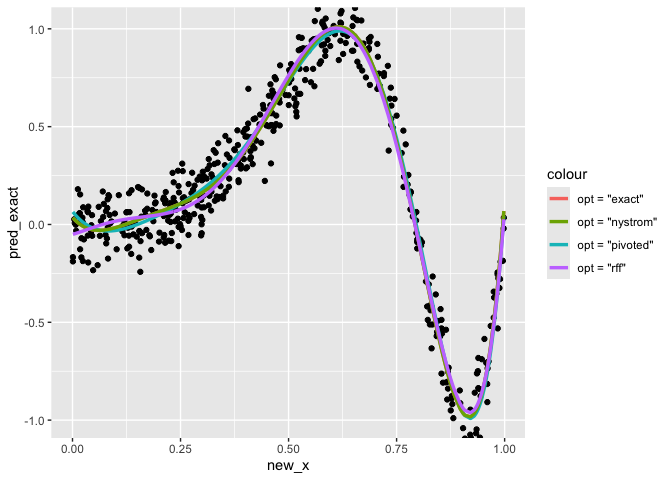 1.0
0.5
0.0
-0.5
-1.0
pred_exact
0.00
0.25
0.50
0.75
1.00
new_x
colour
opt = "exact"
opt = "nystrom"
opt = "pivoted"
opt = "rff"